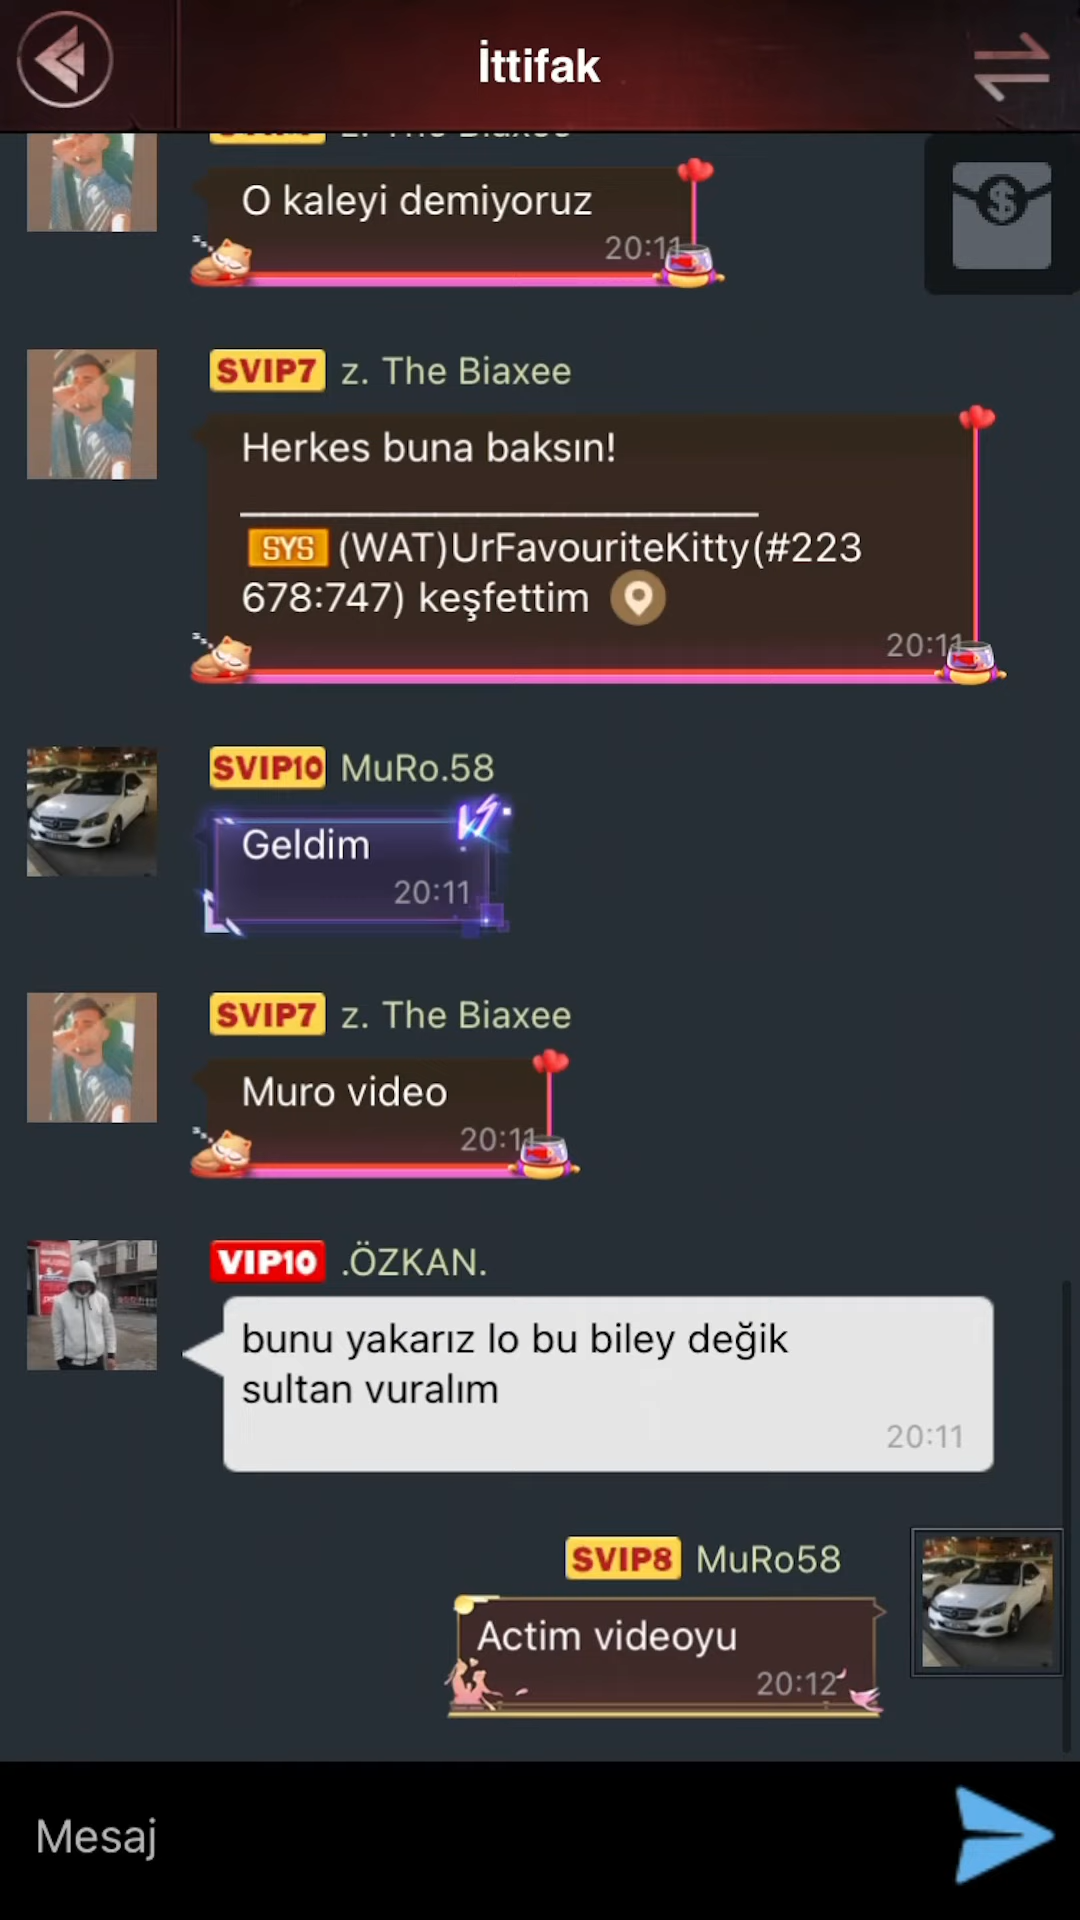 İttifak
z. The Biaxee
O kaleyi demiyoruz
20:11
SVIP7 z. The Biaxee
Herkes buna baksın!
SYS (WAT)UrFavouriteKitty(#223
678:747) keşfettim
20:11
SVIP10 MuRo.58
Geldim
20:11
SVIP7 z. The Biaxee
Muro video
20:11
VIP10 .ÖZKAN.
bunu yakarız lo bu biley değik
sultan vuralım
20:11
SVIP8 MuRo58
Actim videoyu
20:12
Mesaj